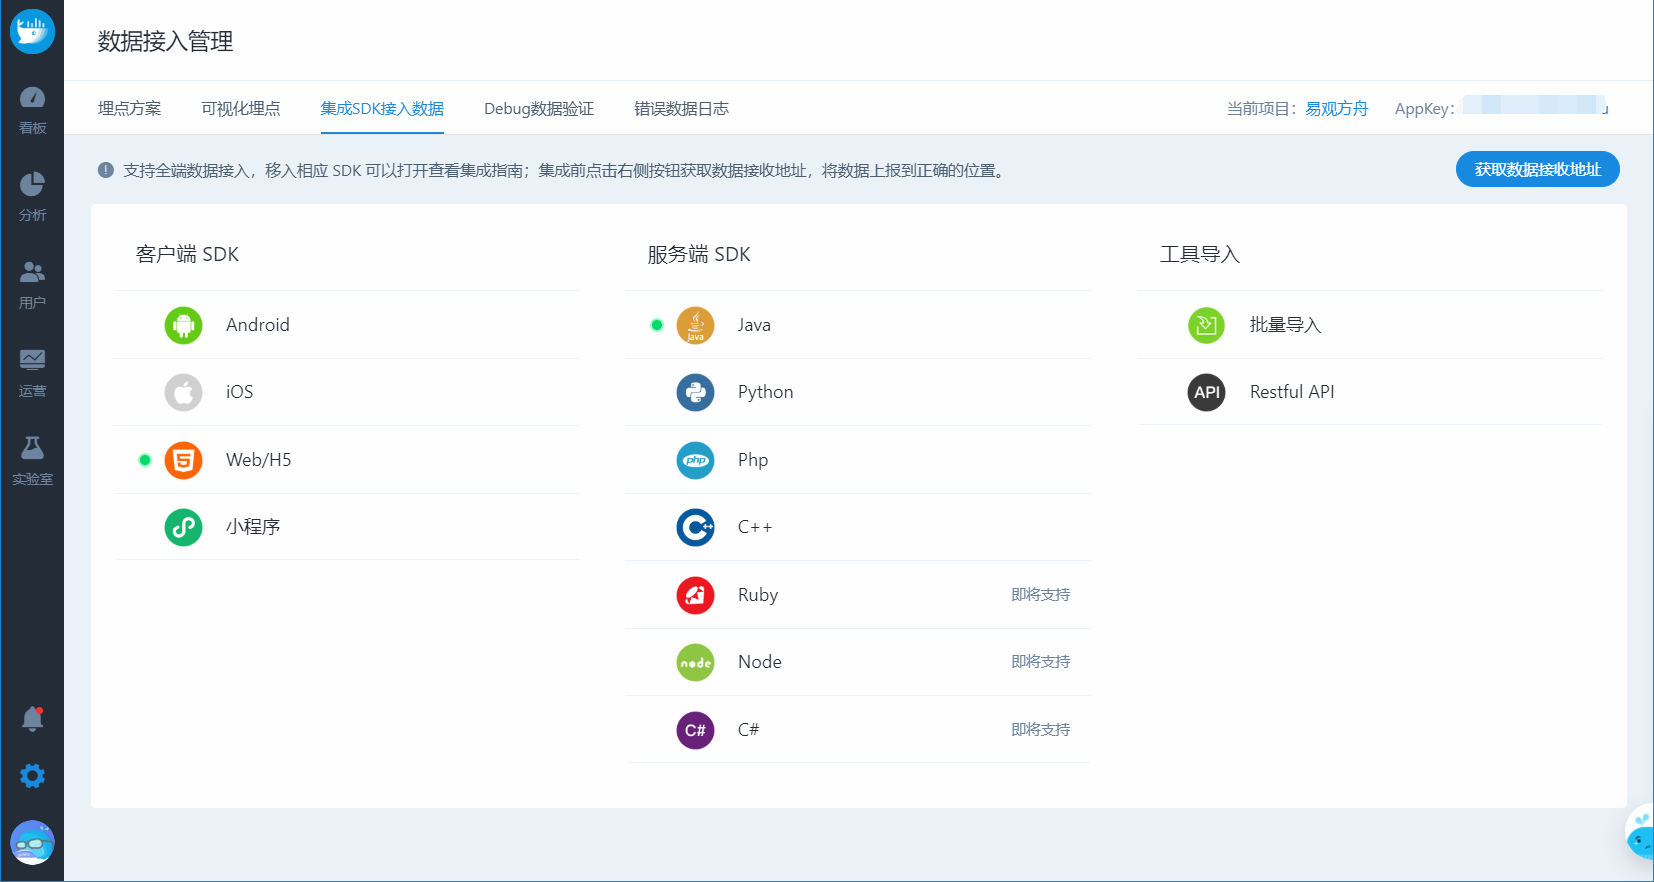 数据接入管理
埋点方案 可视化埋点 集成SDK接入数据 Debug数据验证 错误数据日志 当前项目：易观方舟 AppKey：
看板
支持全端数据接入，移入相应 SDK 可以打开查看集成指南；集成前点击右侧按钮获取数据接收地址，将数据上报到正确的位置。 获取数据接收地址
分析
用户
运营
实验室
客户端 SDK
Android
iOS
Web/H5
小程序
服务端 SDK
Java
Java
Python
php
Php
C++
C++
Ruby 即将支持
node
Node 即将支持
C#
C# 即将支持
工具导入
批量导入
API
Restful API